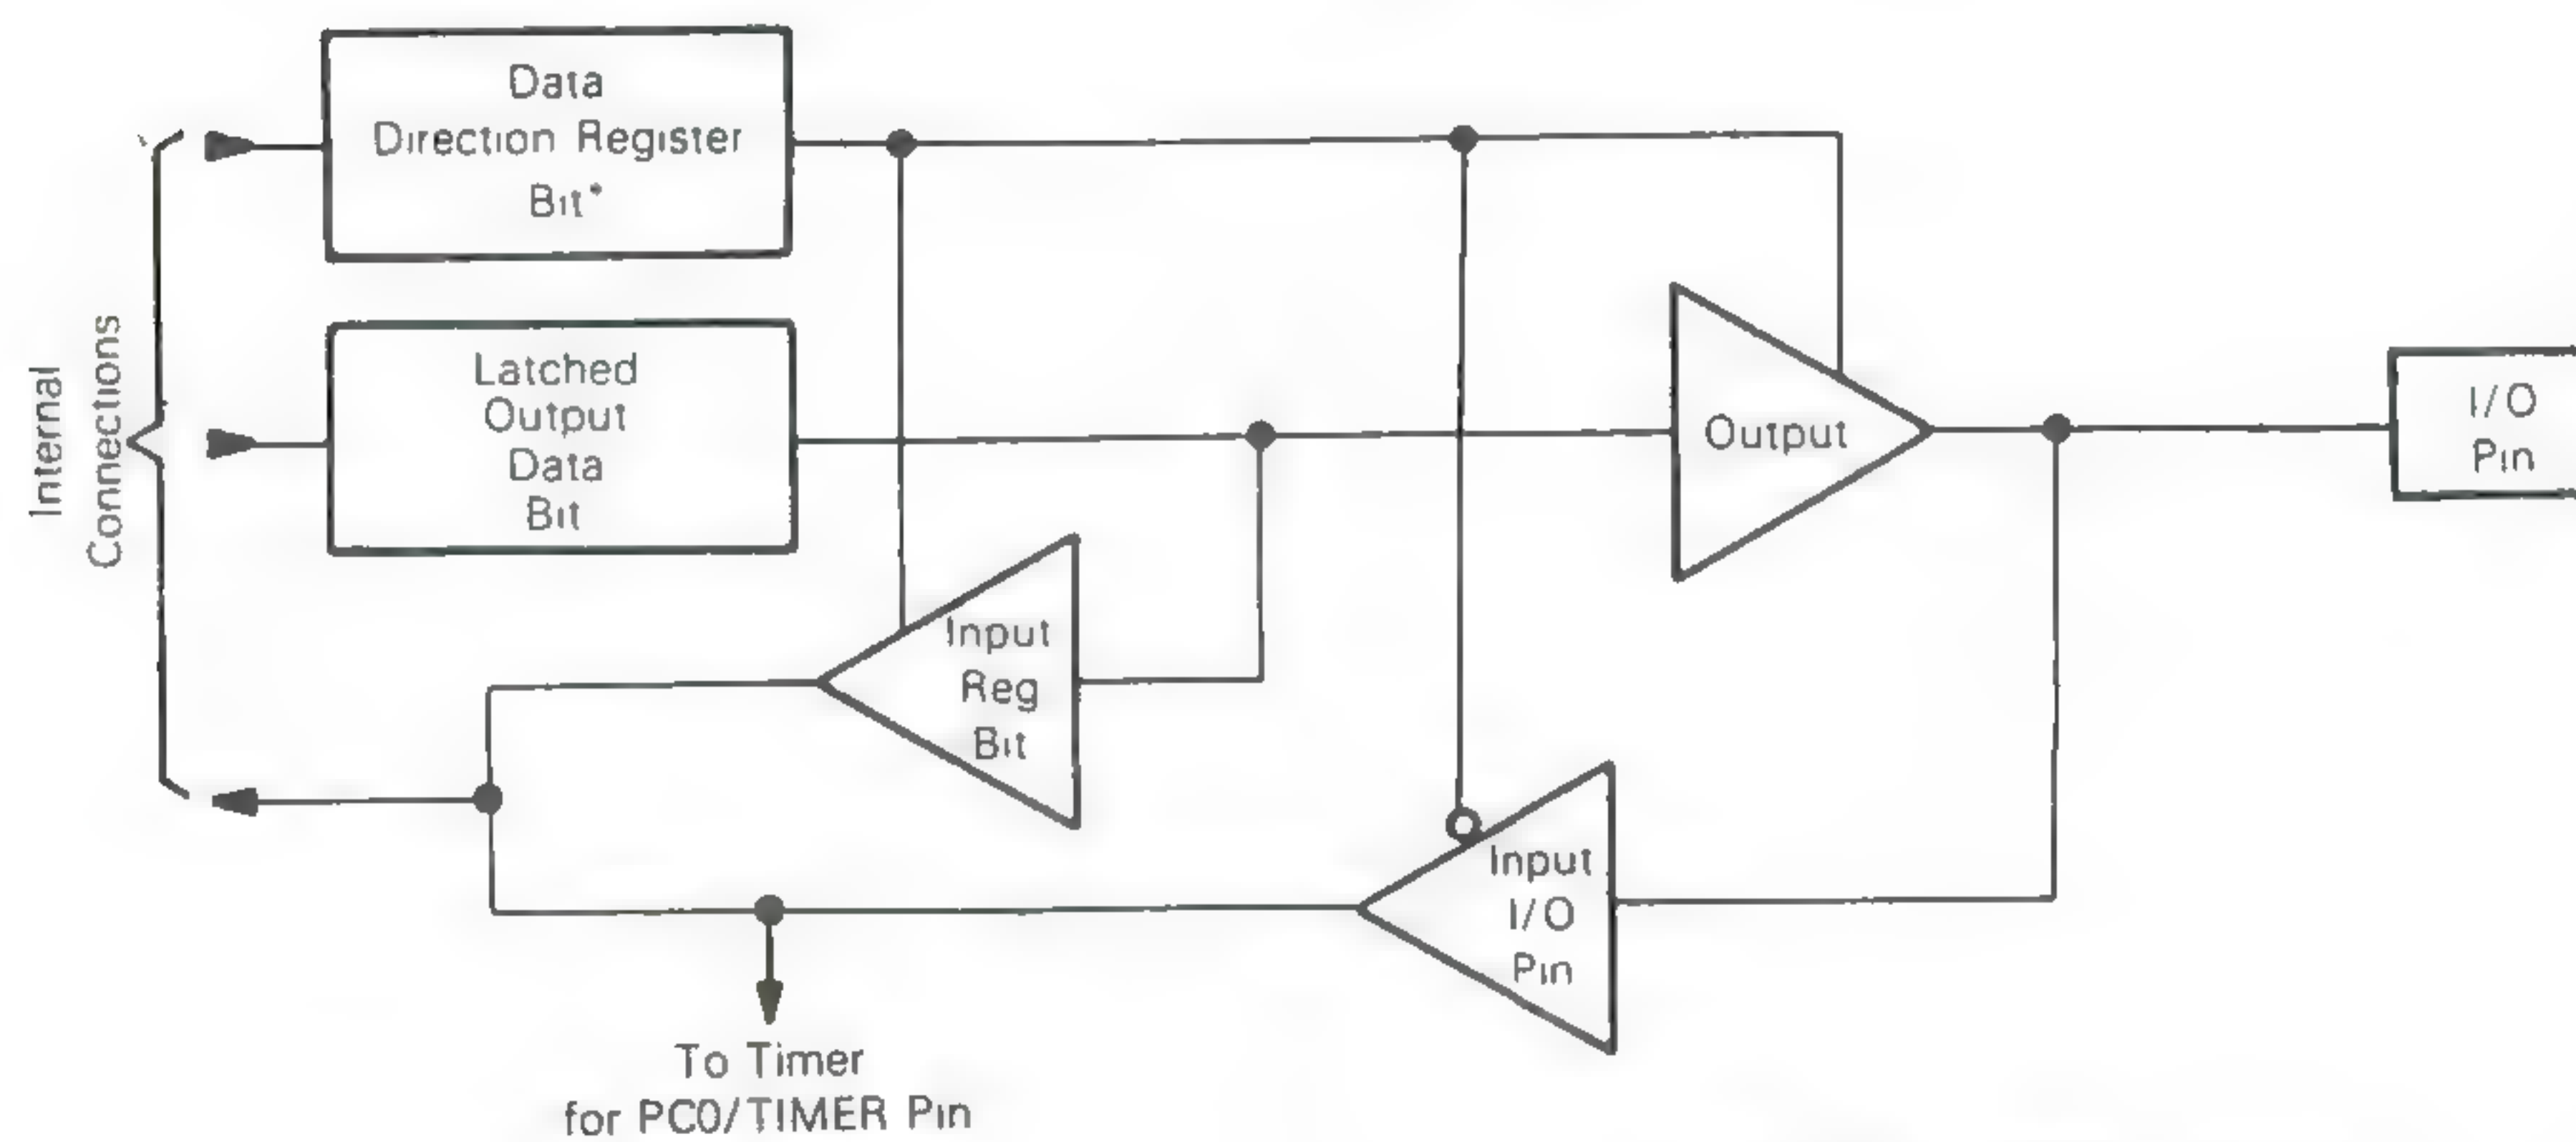 Data
Direction Register
Bit*
Internal
Connections
Latched
Output
Data
Bit
Output
I/O
Pin
Input
Reg
Bit
Input
I/O
Pin
To Timer
for PC0/TIMER Pin